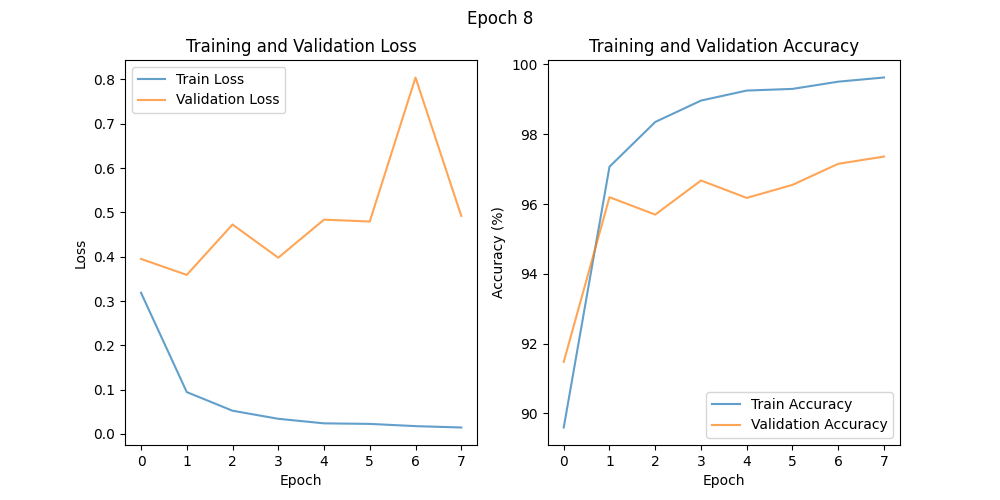 Epoch 8
Training and Validation Loss
Train Loss
Validation Loss
0.8
0.7
0.6
0.5
0.4
0.3
0.2
0.1
0.0
Loss
0 1 2 3 4 5 6 7
Epoch
Training and Validation Accuracy
100
98
96
94
92
90
Accuracy (%)
Train Accuracy
Validation Accuracy
0 1 2 3 4 5 6 7
Epoch